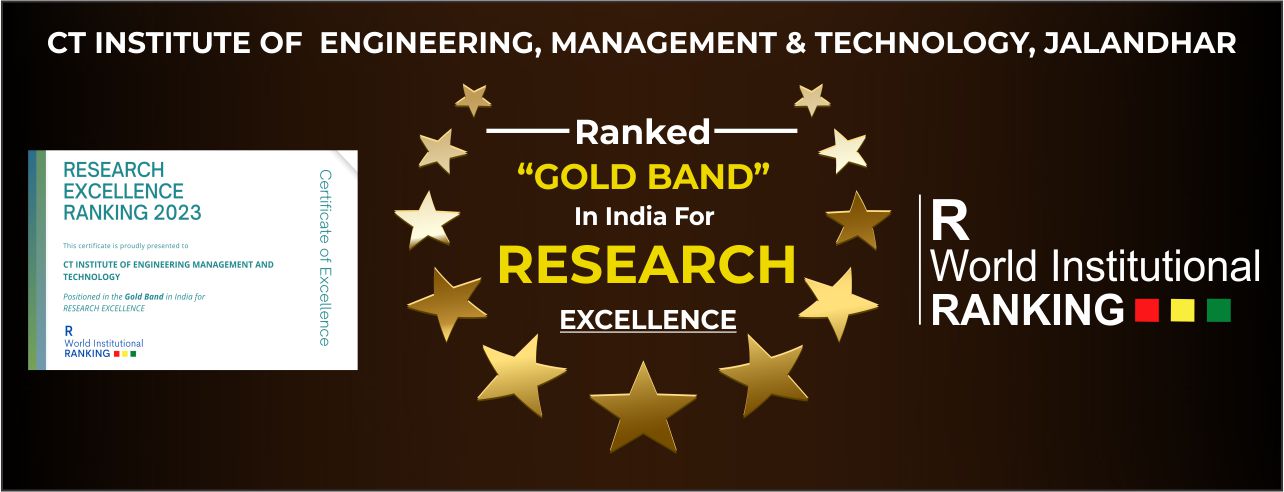 CT INSTITUTE OF ENGINEERING, MANAGEMENT & TECHNOLOGY, JALANDHAR
RESEARCH
EXCELLENCE
RANKING 2023
This certificate is proudly presented to
CT INSTITUTE OF ENGINEERING MANAGEMENT AND
TECHNOLOGY
Positioned in the Gold Band in India for
RESEARCH EXCELLENCE
R
World Institutional
RANKING
Certificate of Excellence
Ranked
“GOLD BAND”
In India For
RESEARCH
EXCELLENCE
R
World Institutional
RANKING